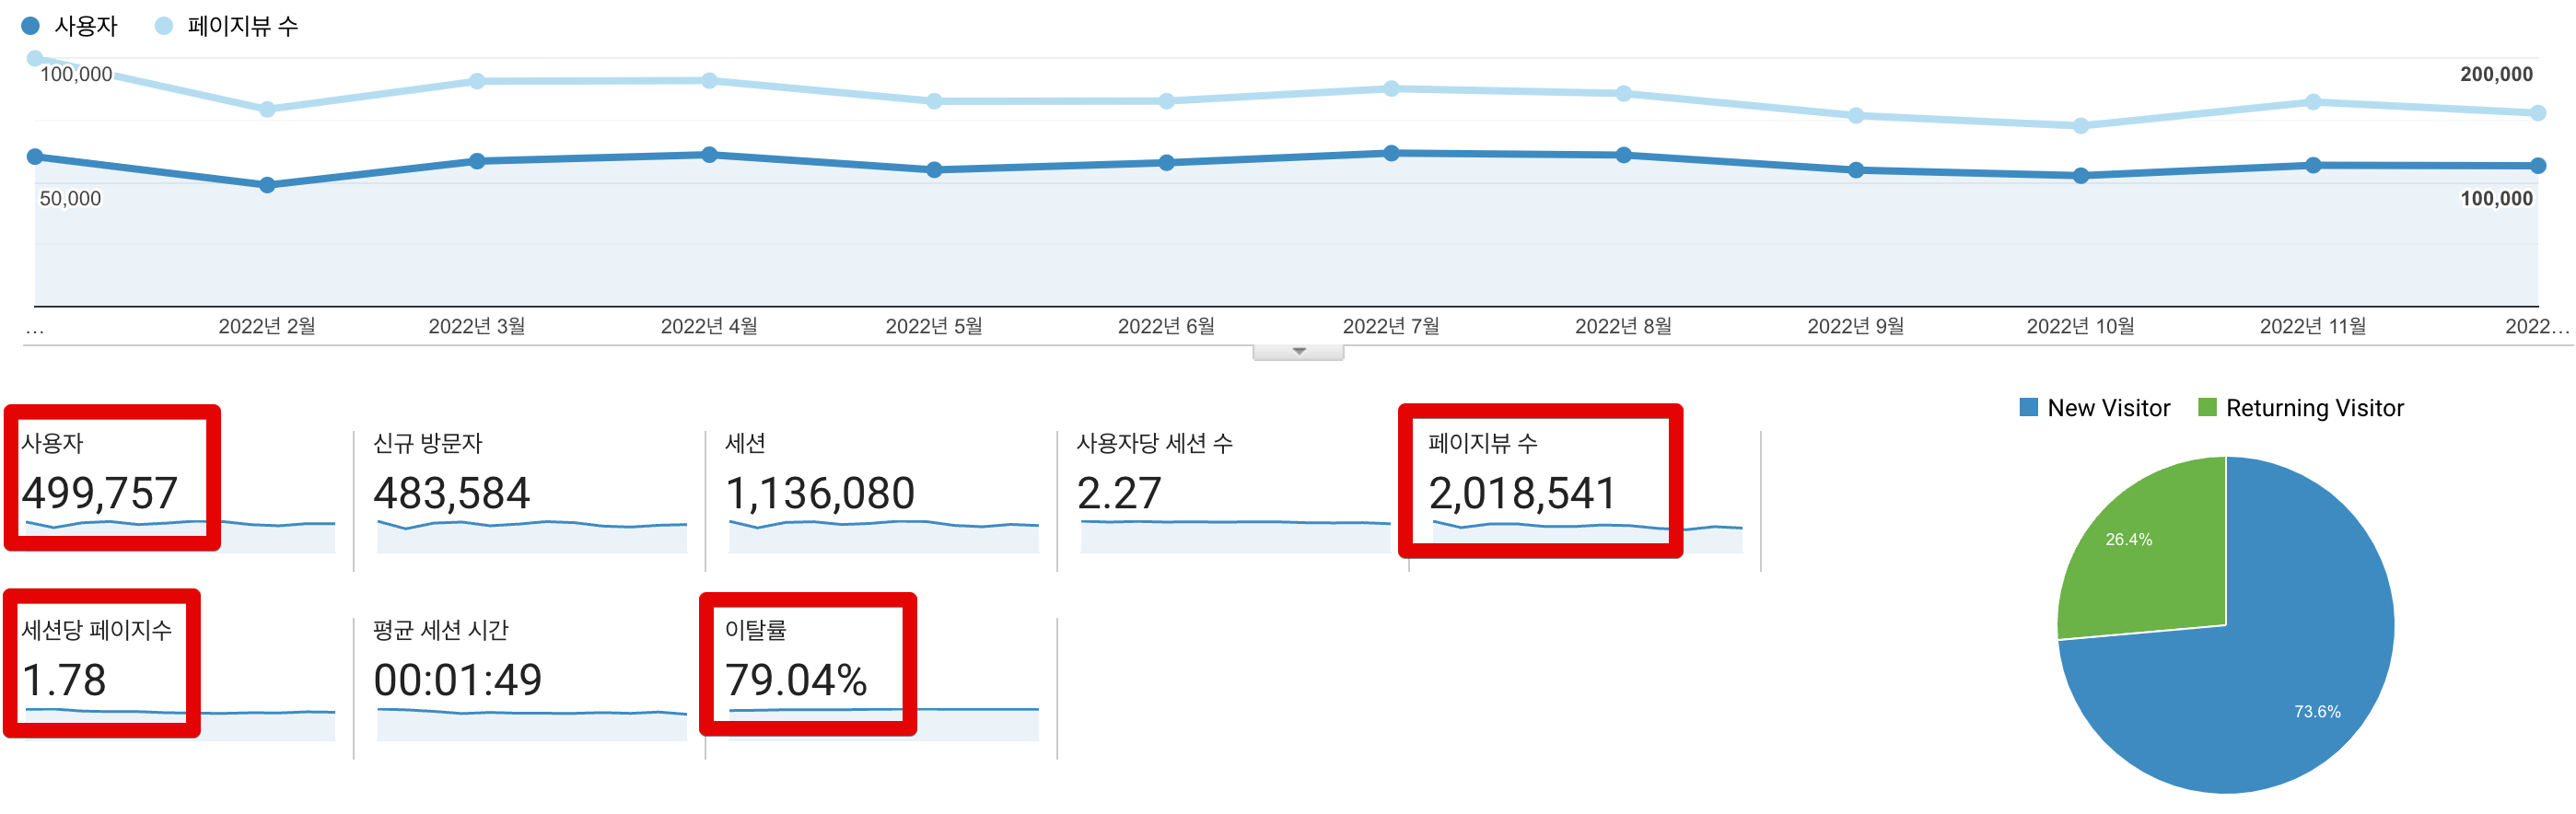 사용자 페이지뷰 수
100,000 200,000
50,000 100,000
... 2022년 2월 2022년 3월 2022년 4월 2022년 5월 2022년 6월 2022년 7월 2022년 8월 2022년 9월 2022년 10월 2022년 11월 2022...
New Visitor Returning Visitor
사용자 신규 방문자 세션 사용자당 세션 수 페이지뷰 수
499,757 483,584 1,136,080 2.27 2,018,541
26.4%
세션당 페이지수 평균 세션 시간 이탈률
1.78 00:01:49 79.04%
73.6%